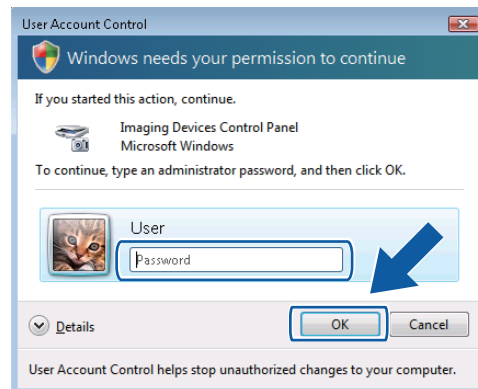 User Account Control
Windows needs your permission to continue
If you started this action, continue.
Imaging Devices Control Panel
Microsoft Windows
To continue, type an administrator password, and then click OK.
User
Password
Details
OK
Cancel
User Account Control helps stop unauthorized changes to your computer.